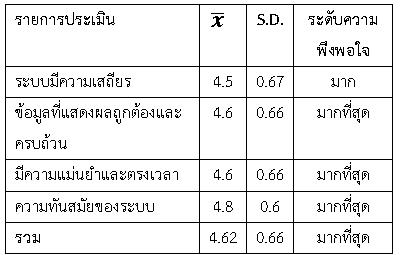 รายการประเมิน x̄ S.D. ระดับความ
พึงพอใจ
ระบบมีความเสถียร 4.5 0.67 มาก
ข้อมูลที่แสดงผลถูกต้องและ 4.6 0.66 มากที่สุด
ครบถ้วน
มีความแม่นยำและตรงเวลา 4.6 0.66 มากที่สุด
ความทันสมัยของระบบ 4.8 0.6 มากที่สุด
รวม 4.62 0.66 มากที่สุด